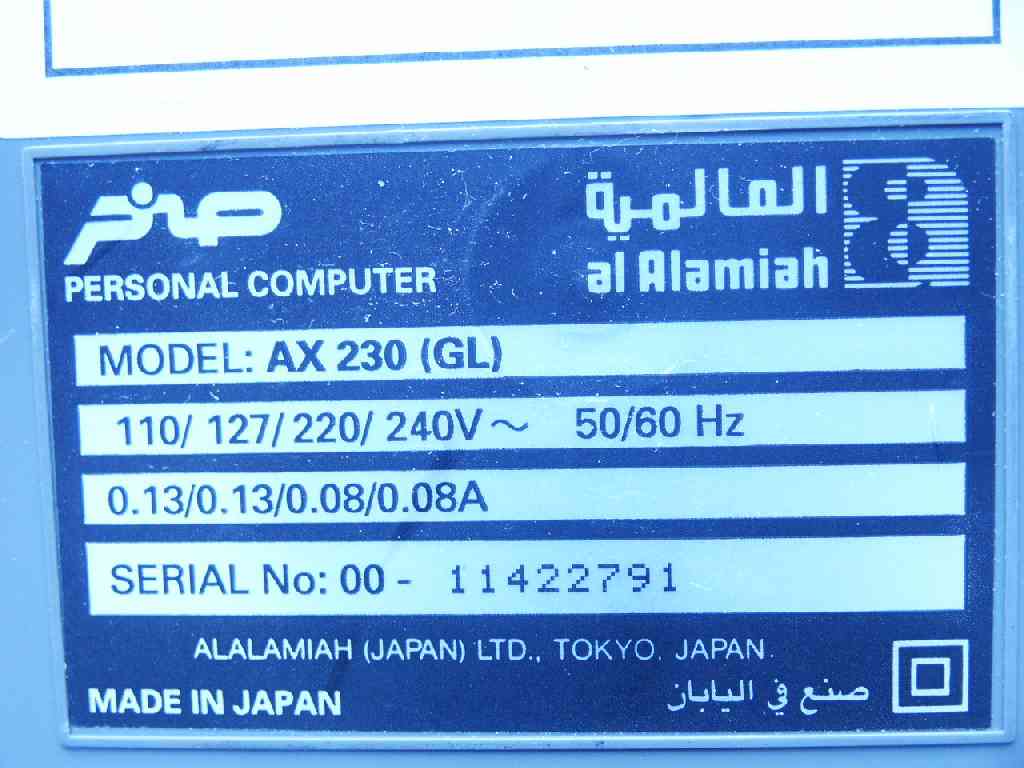 صخر
العالمية
PERSONAL COMPUTER
al Alamiah
MODEL: AX 230 (GL)
110/ 127/ 220/ 240V~ 50/60 Hz
0.13/0.13/0.08/0.08A
SERIAL No: 00 - 11422791
ALALAMIAH (JAPAN) LTD., TOKYO, JAPAN.
MADE IN JAPAN
صنع في اليابان